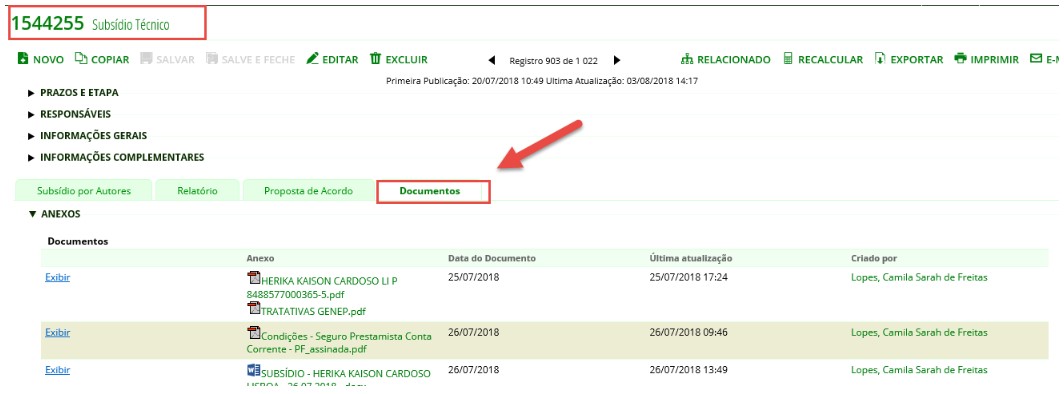 1544255 Subsídio Técnico
NOVO COPIAR SALVAR SALVE E FECHE EDITAR EXCLUIR Registro 903 de 1 022 RELACIONADO RECALCULAR EXPORTAR IMPRIMIR E-M
Primeira Publicação: 20/07/2018 10:49 Ultima Atualização: 03/08/2018 14:17
PRAZOS E ETAPA
RESPONSÁVEIS
INFORMAÇÕES GERAIS
INFORMAÇÕES COMPLEMENTARES
Subsídio por Autores Relatório Proposta de Acordo Documentos
ANEXOS
Documentos
Anexo Data do Documento Última atualização Criado por
Exibir HERIKA KAISON CARDOSO LI P 25/07/2018 25/07/2018 17:24 Lopes, Camila Sarah de Freitas
8488577000365-5.pdf
TRATATIVAS GENEP.pdf
Exibir Condições - Seguro Prestamista Conta 26/07/2018 26/07/2018 09:46 Lopes, Camila Sarah de Freitas
Corrente - PF_assinada.pdf
Exibir SUBSÍDIO - HERIKA KAISON CARDOSO 26/07/2018 26/07/2018 13:49 Lopes, Camila Sarah de Freitas